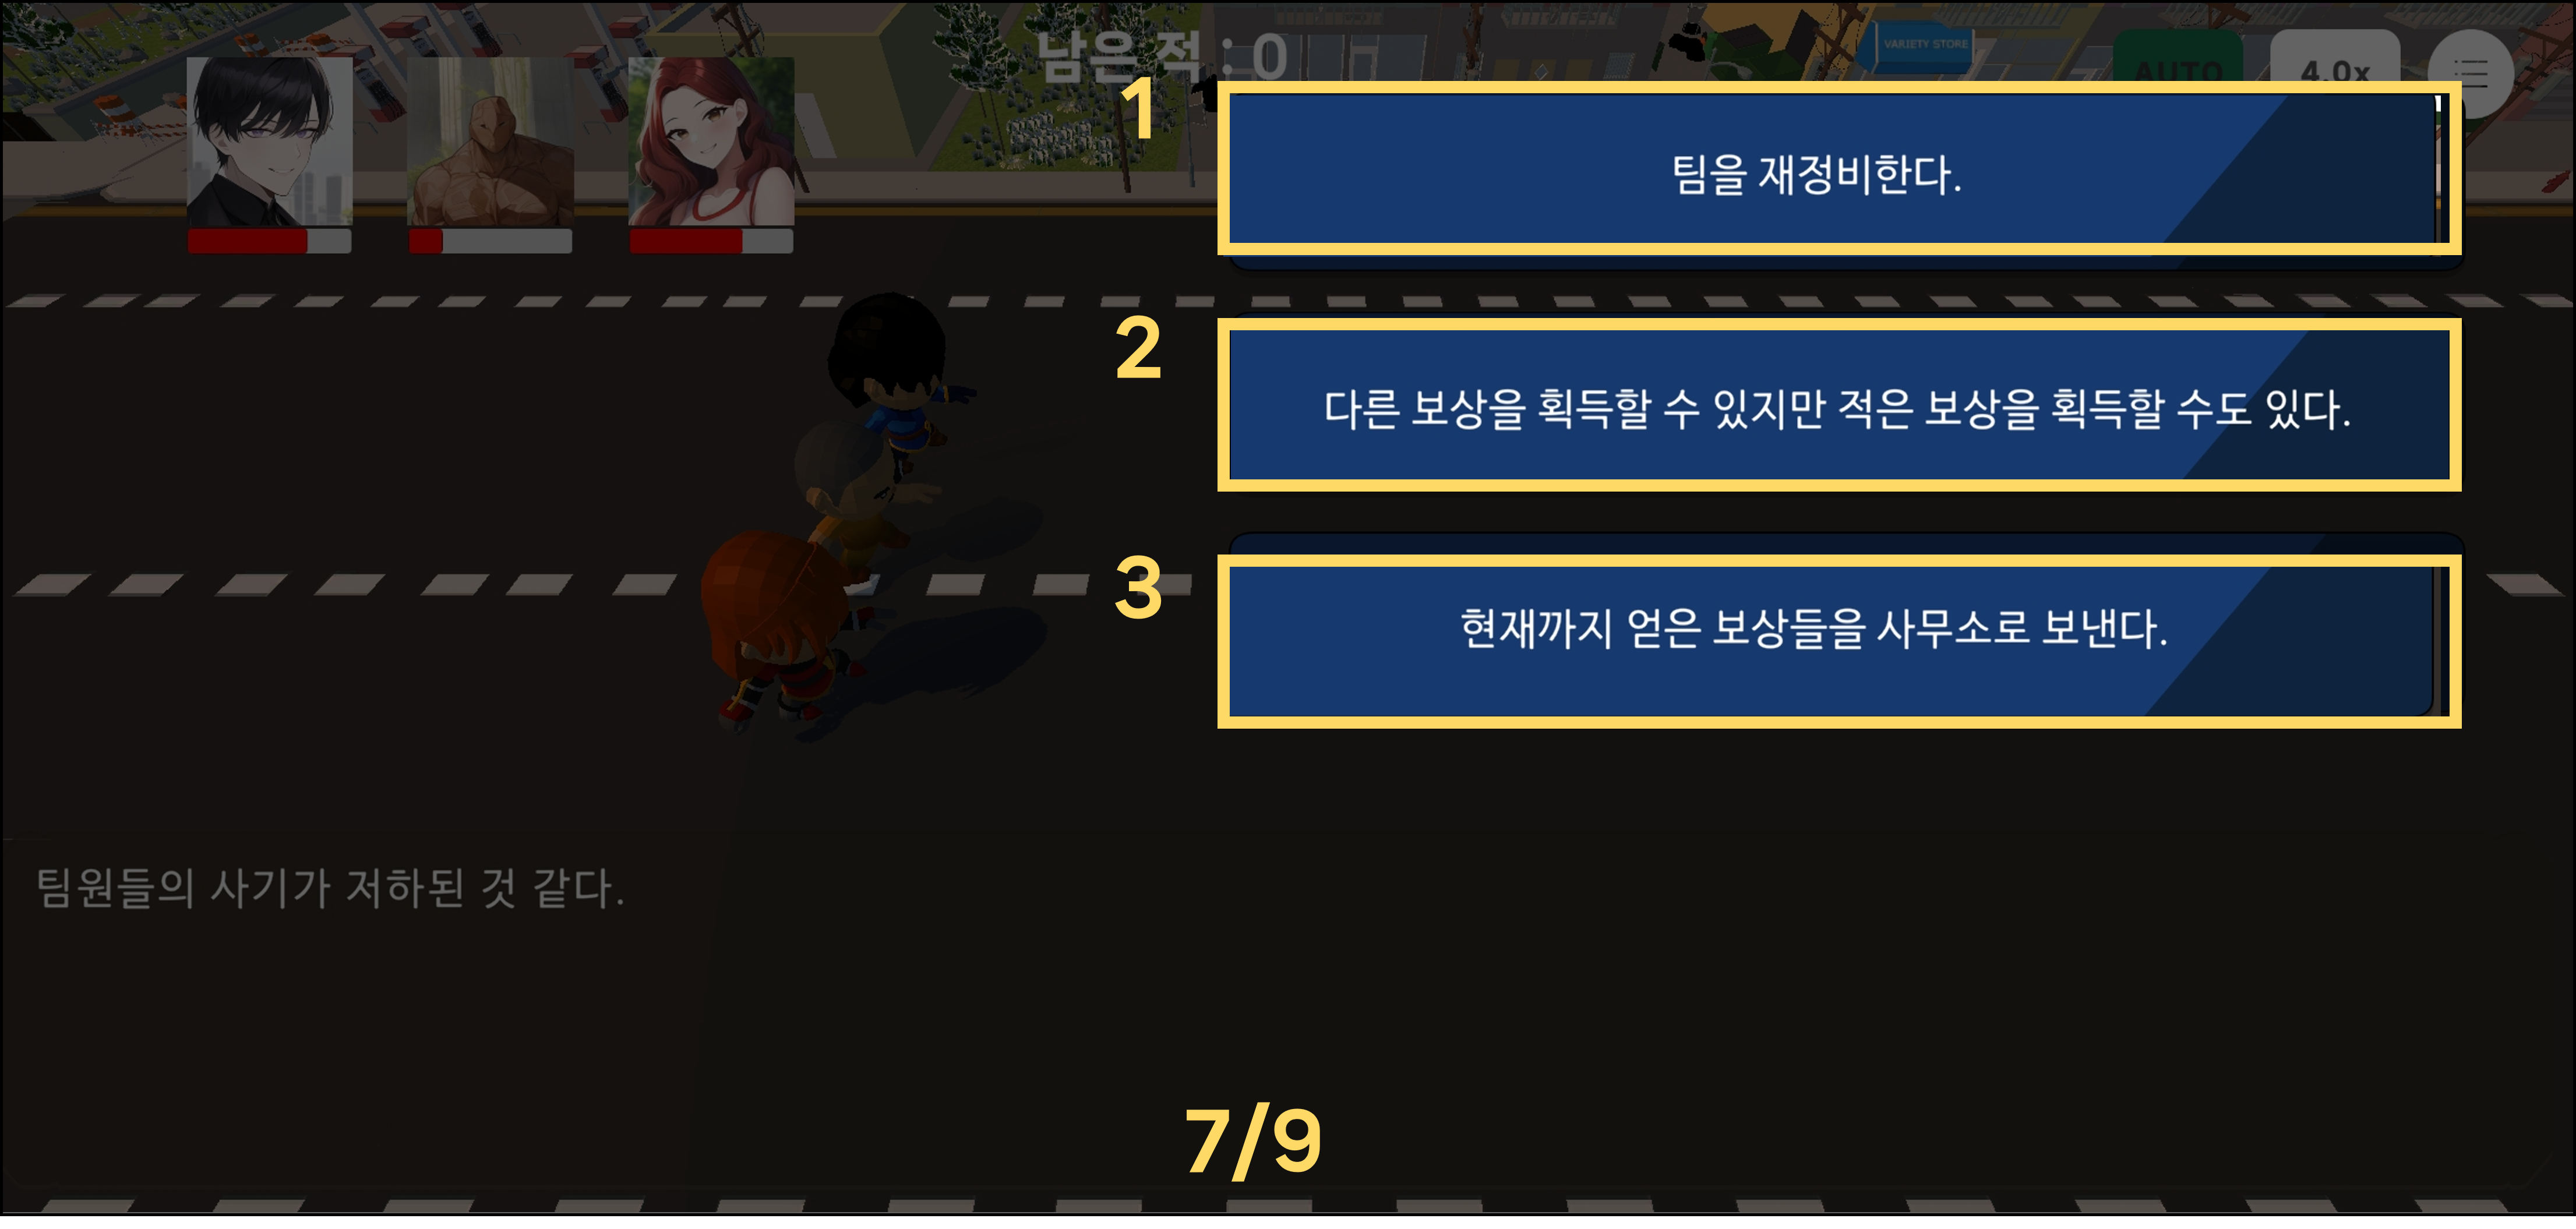 남은 적 : 0
VARIETY STORE
AUTO
4.0x
1
팀을 재정비한다.
2
다른 보상을 획득할 수 있지만 적은 보상을 획득할 수도 있다.
3
현재까지 얻은 보상들을 사무소로 보낸다.
팀원들의 사기가 저하된 것 같다.
7/9